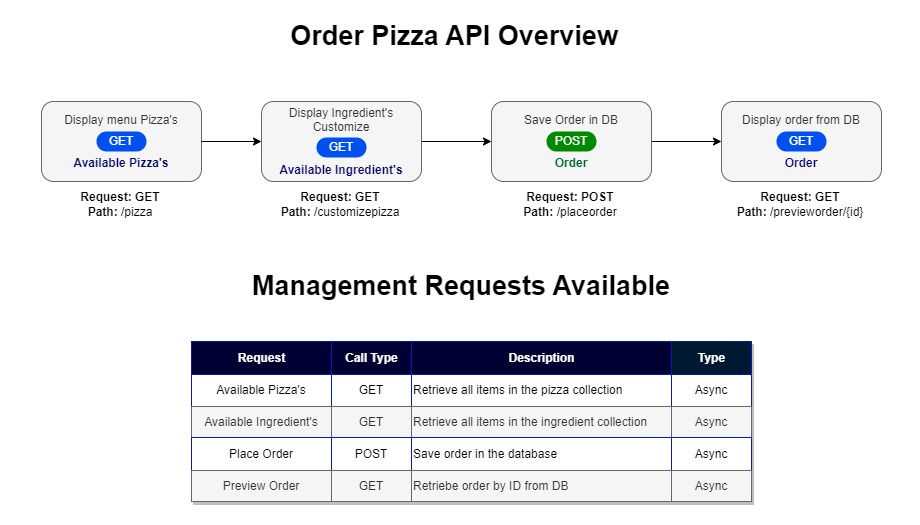 Order Pizza API Overview
Display menu Pizza's
GET
Available Pizza's
Request: GET
Path: /pizza
Display Ingredient's
Customize
GET
Available Ingredient's
Request: GET
Path: /customizepizza
Save Order in DB
POST
Order
Request: POST
Path: /placeorder
Display order from DB
GET
Order
Request: GET
Path: /previeworder/{id}
Management Requests Available
Request Call Type Description Type
Available Pizza's GET Retrieve all items in the pizza collection Async
Available Ingredient's GET Retrieve all items in the ingredient collection Async
Place Order POST Save order in the database Async
Preview Order GET Retriebe order by ID from DB Async